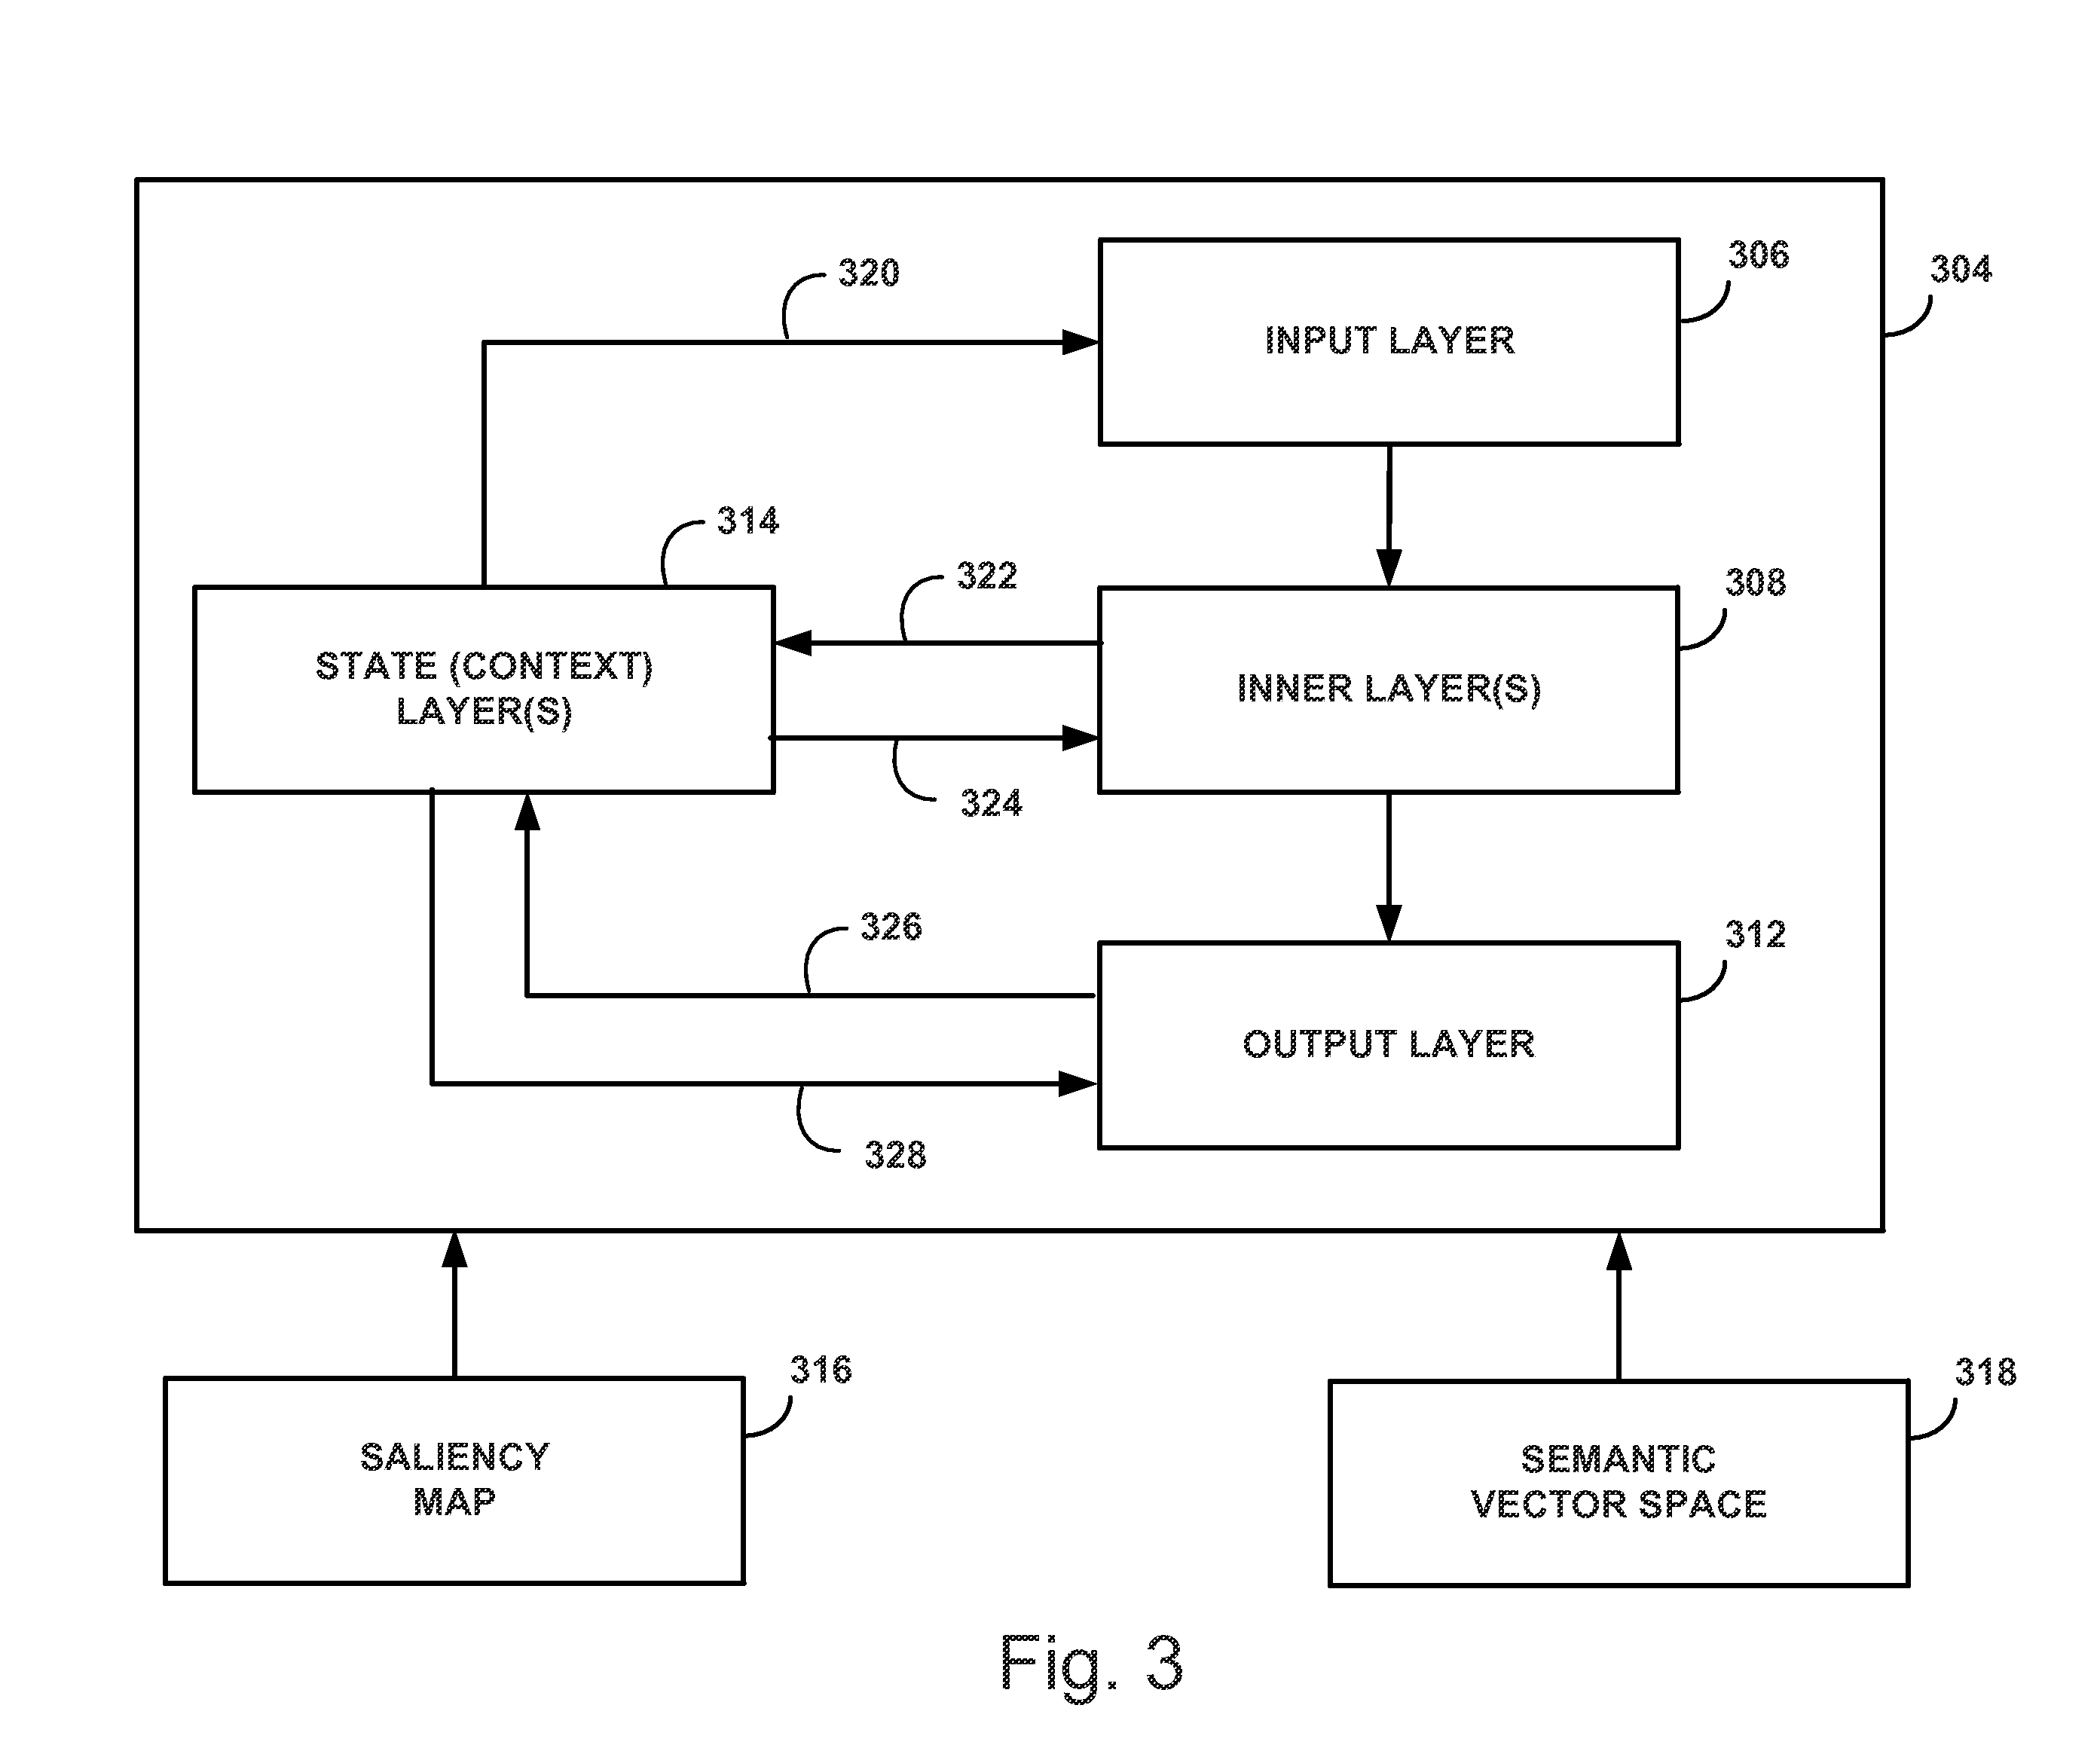 306
304
320
INPUT LAYER
314
322
308
STATE (CONTEXT)
LAYER(S)
INNER LAYER(S)
324
326
312
OUTPUT LAYER
328
316
318
SALIENCY
MAP
SEMANTIC
VECTOR SPACE
Fig. 3